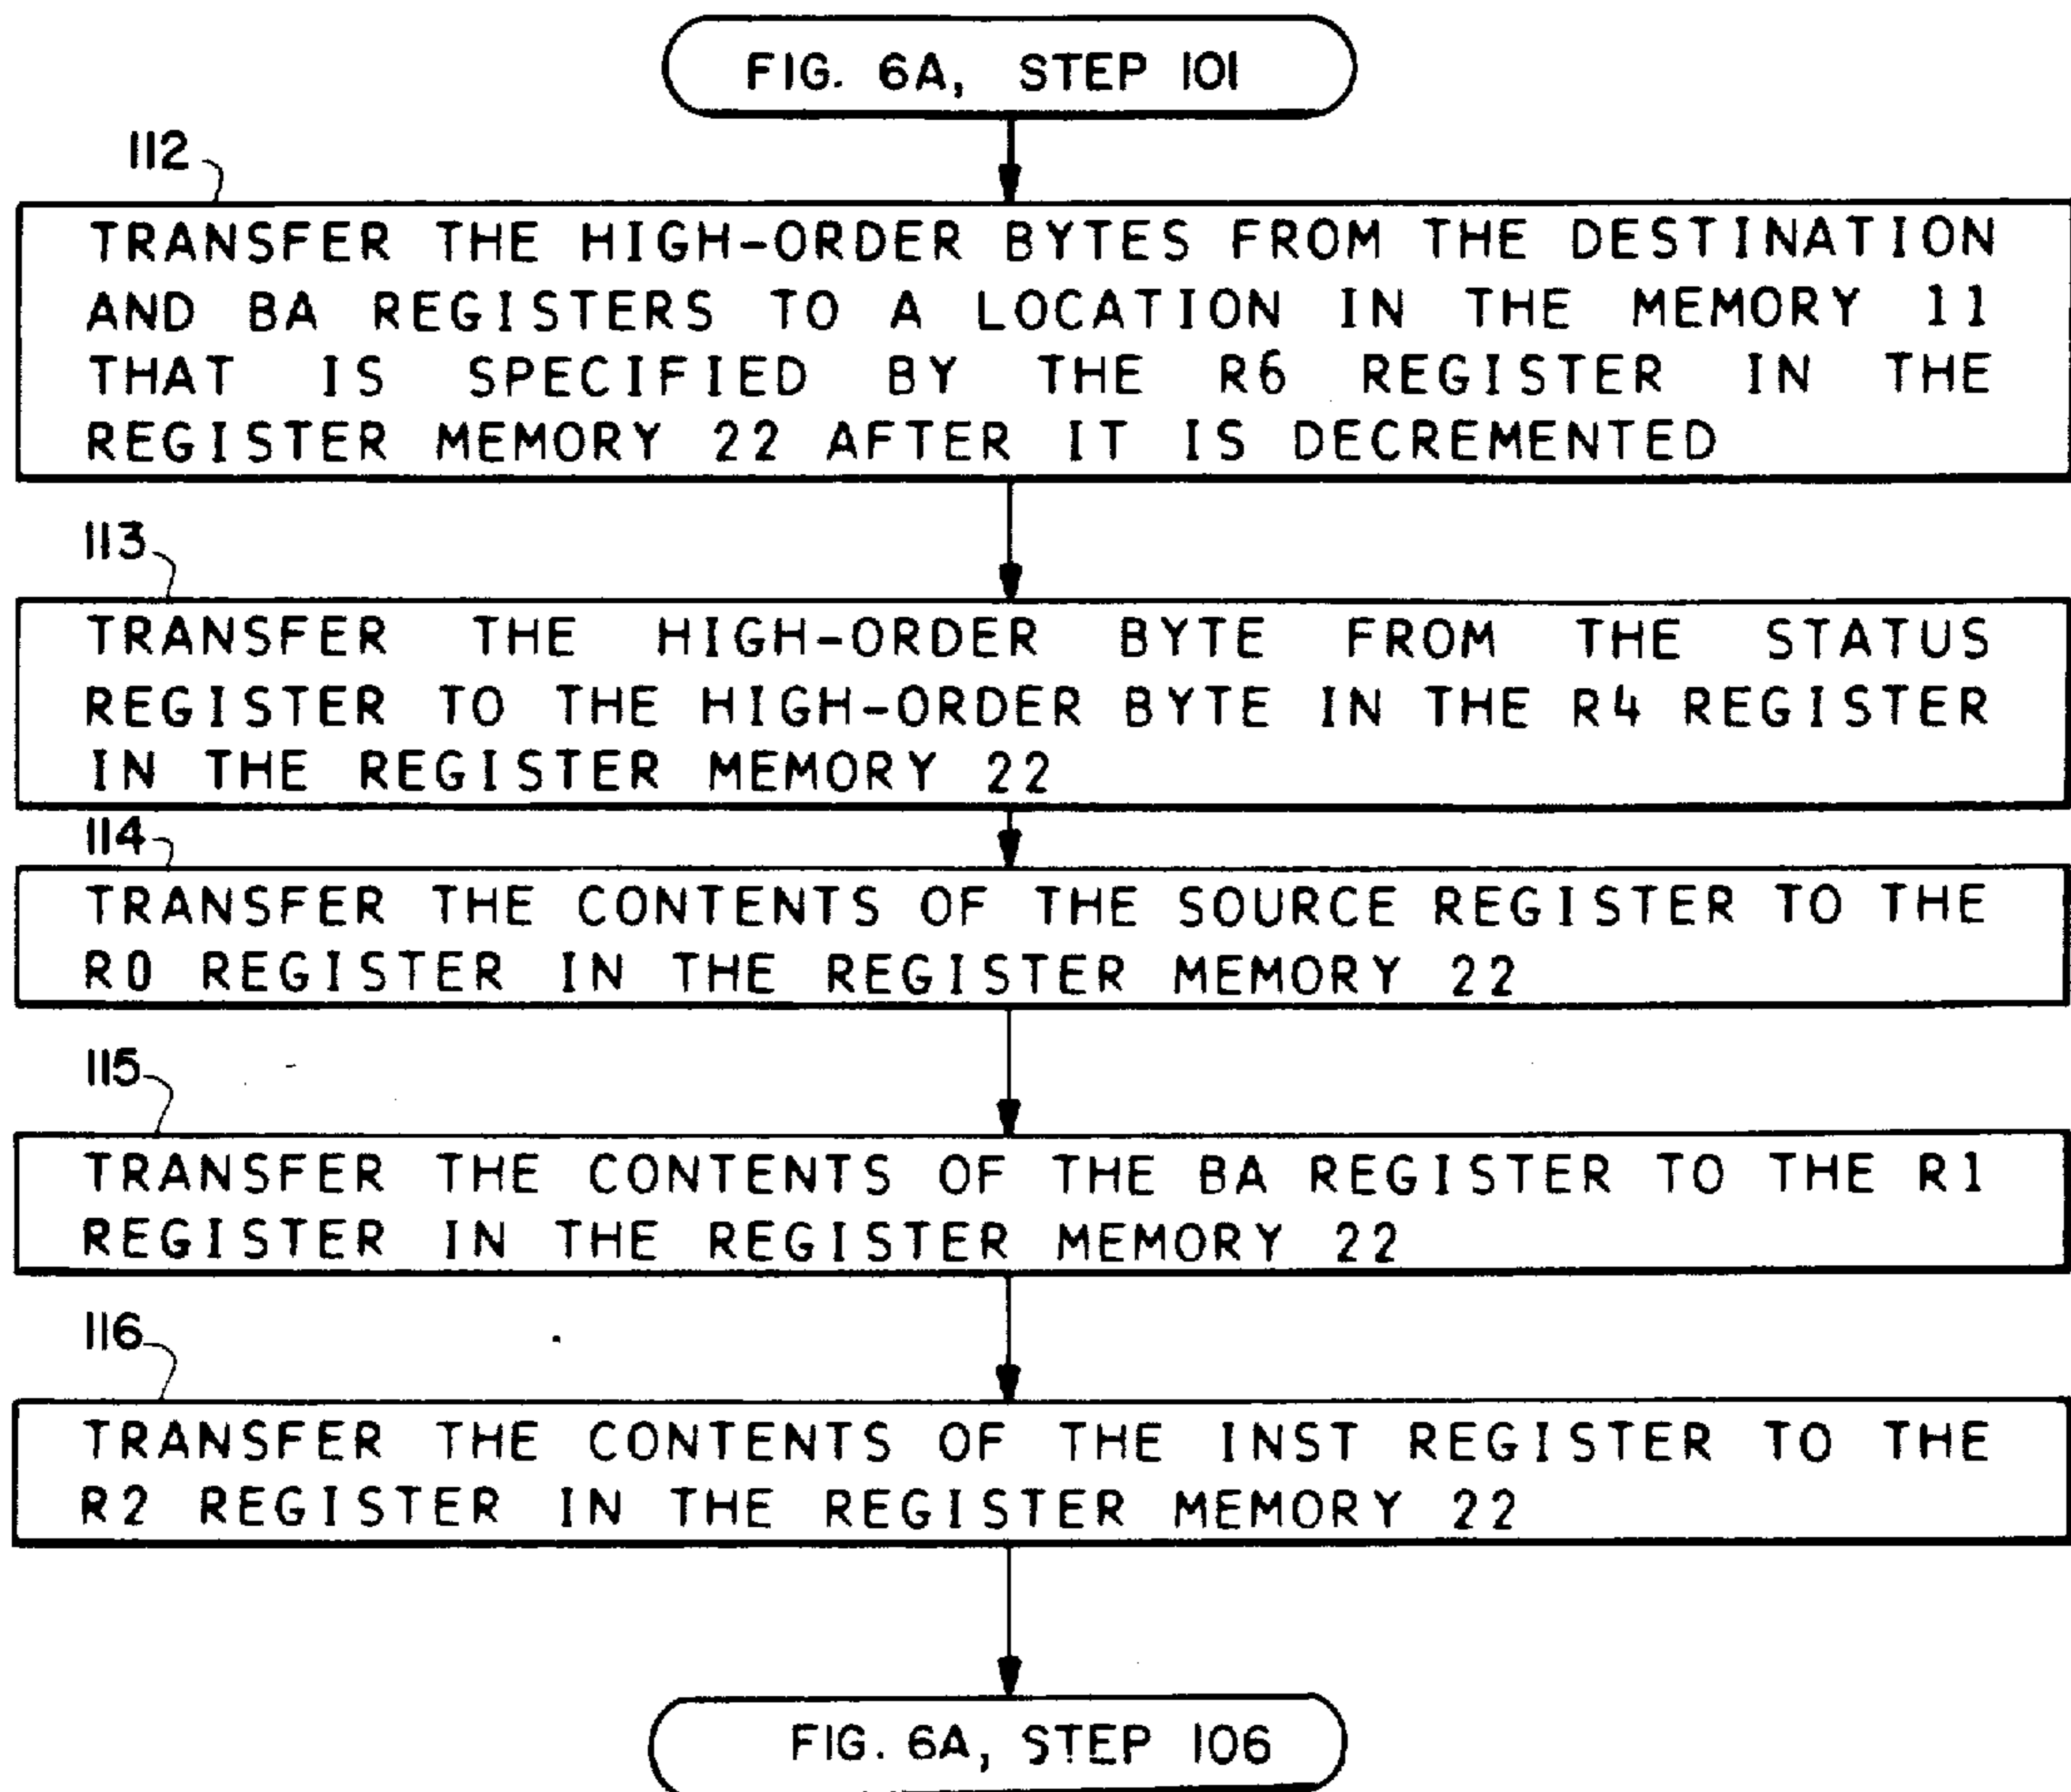 FIG. 6A, STEP 101
112
TRANSFER THE HIGH-ORDER BYTES FROM THE DESTINATION
AND BA REGISTERS TO A LOCATION IN THE MEMORY 11
THAT IS SPECIFIED BY THE R6 REGISTER IN THE
REGISTER MEMORY 22 AFTER IT IS DECREMENTED
113
TRANSFER THE HIGH-ORDER BYTE FROM THE STATUS
REGISTER TO THE HIGH-ORDER BYTE IN THE R4 REGISTER
IN THE REGISTER MEMORY 22
114
TRANSFER THE CONTENTS OF THE SOURCE REGISTER TO THE
R0 REGISTER IN THE REGISTER MEMORY 22
115
TRANSFER THE CONTENTS OF THE BA REGISTER TO THE R1
REGISTER IN THE REGISTER MEMORY 22
116
TRANSFER THE CONTENTS OF THE INST REGISTER TO THE
R2 REGISTER IN THE REGISTER MEMORY 22
FIG. 6A, STEP 106